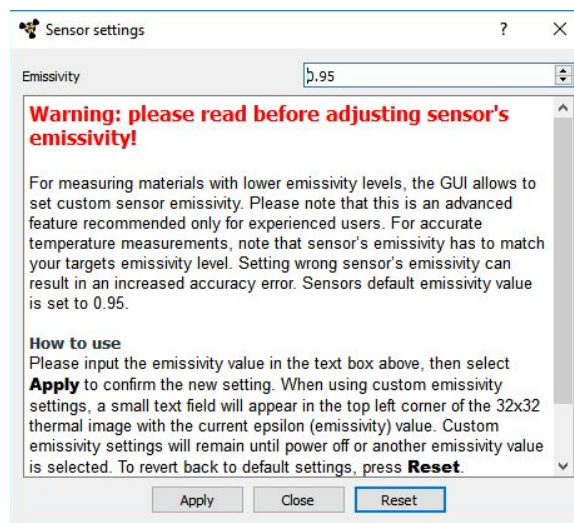 Sensor settings
?
Emissivity
0.95
Warning: please read before adjusting sensor's
emissivity!
For measuring materials with lower emissivity levels, the GUI allows to
set custom sensor emissivity. Please note that this is an advanced
feature recommended only for experienced users. For accurate
temperature measurements, note that sensor's emissivity has to match
your targets emissivity level. Setting wrong sensor's emissivity can
result in an increased accuracy error. Sensors default emissivity value
is set to 0.95.
How to use
Please input the emissivity value in the text box above, then select
Apply to confirm the new setting. When using custom emissivity
settings, a small text field will appear in the top left corner of the 32x32
thermal image with the current epsilon (emissivity) value. Custom
emissivity settings will remain until power off or another emissivity value
is selected. To revert back to default settings, press Reset.
Apply
Close
Reset